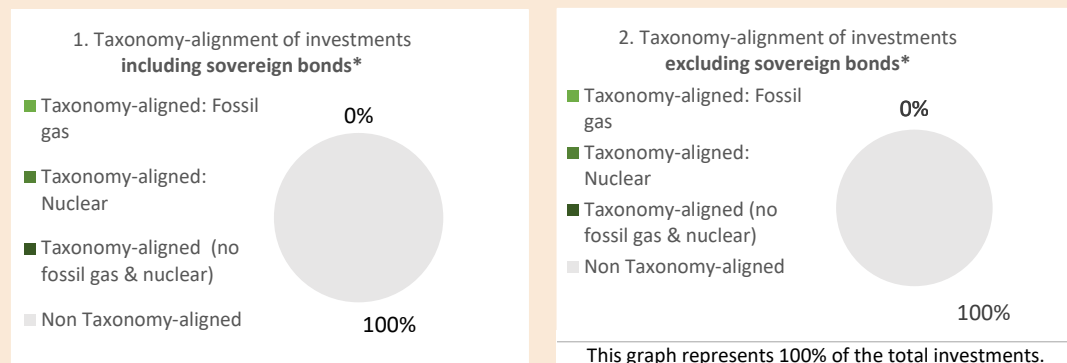 1. Taxonomy-alignment of investments
including sovereign bonds*
Taxonomy-aligned: Fossil
gas
Taxonomy-aligned:
Nuclear
Taxonomy-aligned (no
fossil gas & nuclear)
Non Taxonomy-aligned
0%
100%
2. Taxonomy-alignment of investments
excluding sovereign bonds*
Taxonomy-aligned: Fossil
gas
Taxonomy-aligned:
Nuclear
Taxonomy-aligned (no
fossil gas & nuclear)
Non Taxonomy-aligned
0%
100%
This graph represents 100% of the total investments.